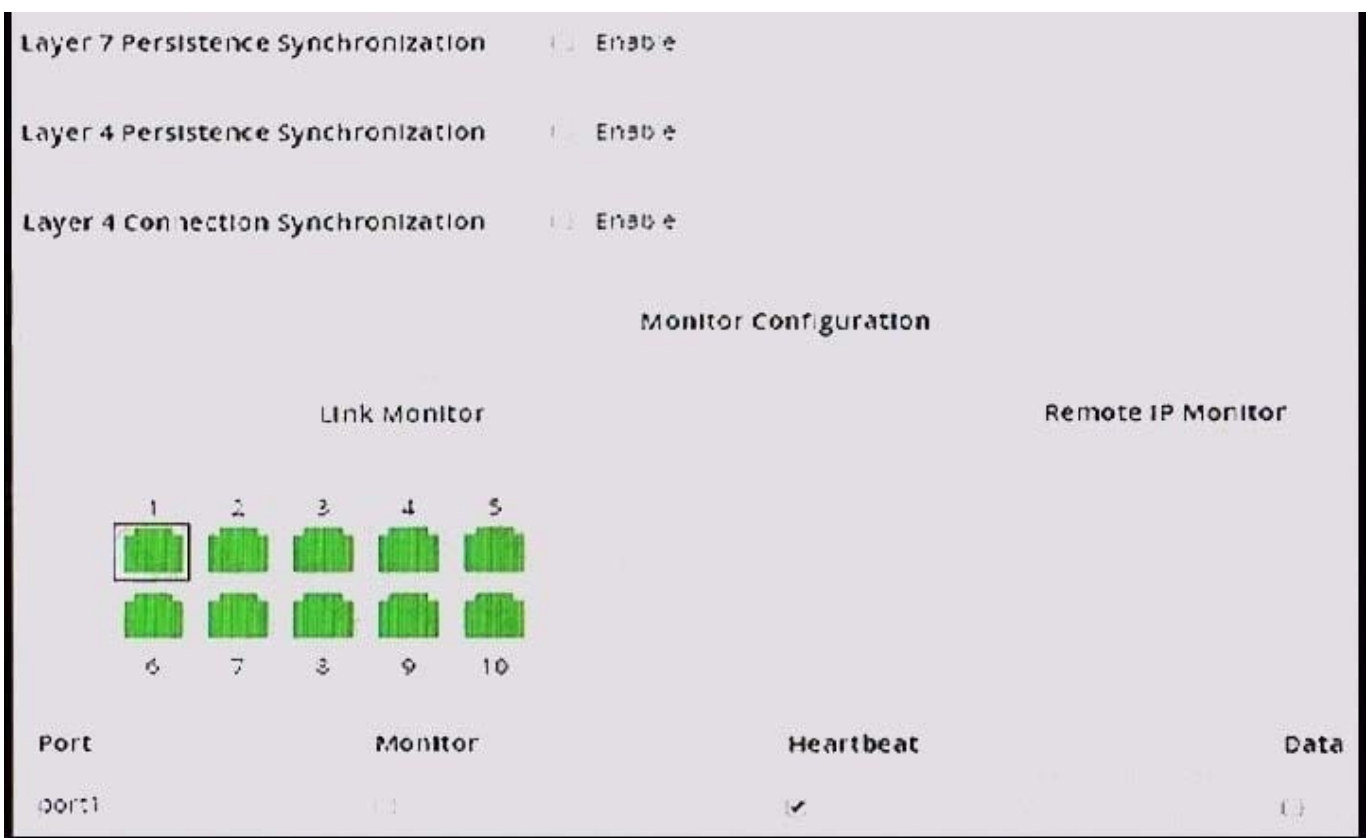 Layer 7 Persistence Synchronization Enable
Layer 4 Persistence Synchronization Enable
Layer 4 Connection Synchronization Enable
Monitor Configuration
Link Monitor Remote IP Monitor
1 2 3 4 5
6 7 8 9 10
Port Monitor Heartbeat Data
port1